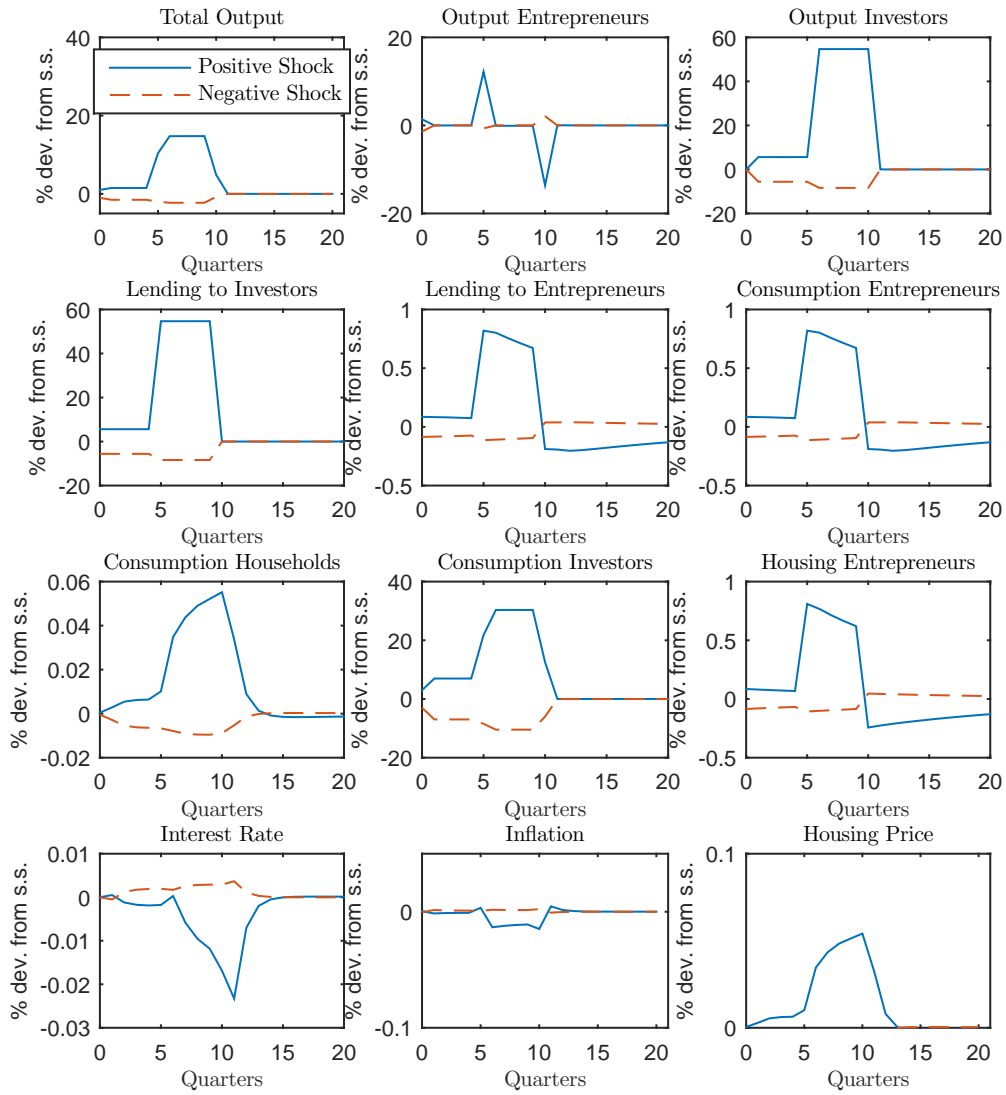 Total Output
% dev. from s.s.
40
20
0
0 5 10 15 20
Quarters
Positive Shock
Negative Shock
Output Entrepreneurs
% dev. from s.s.
20
0
-20
0 5 10 15 20
Quarters
Output Investors
% dev. from s.s.
60
40
20
0
-20
0 5 10 15 20
Quarters
Lending to Investors
% dev. from s.s.
60
40
20
0
-20
0 5 10 15 20
Quarters
Lending to Entrepreneurs
% dev. from s.s.
1
0.5
0
-0.5
0 5 10 15 20
Quarters
Consumption Entrepreneurs
% dev. from s.s.
1
0.5
0
-0.5
0 5 10 15 20
Quarters
Consumption Households
% dev. from s.s.
0.06
0.04
0.02
0
-0.02
0 5 10 15 20
Quarters
Consumption Investors
% dev. from s.s.
40
20
0
-20
0 5 10 15 20
Quarters
Housing Entrepreneurs
% dev. from s.s.
1
0.5
0
-0.5
0 5 10 15 20
Quarters
Interest Rate
% dev. from s.s.
0.01
0
-0.01
-0.02
-0.03
0 5 10 15 20
Quarters
Inflation
% dev. from s.s.
0
-0.1
0 5 10 15 20
Quarters
Housing Price
% dev. from s.s.
0.1
0
0 5 10 15 20
Quarters